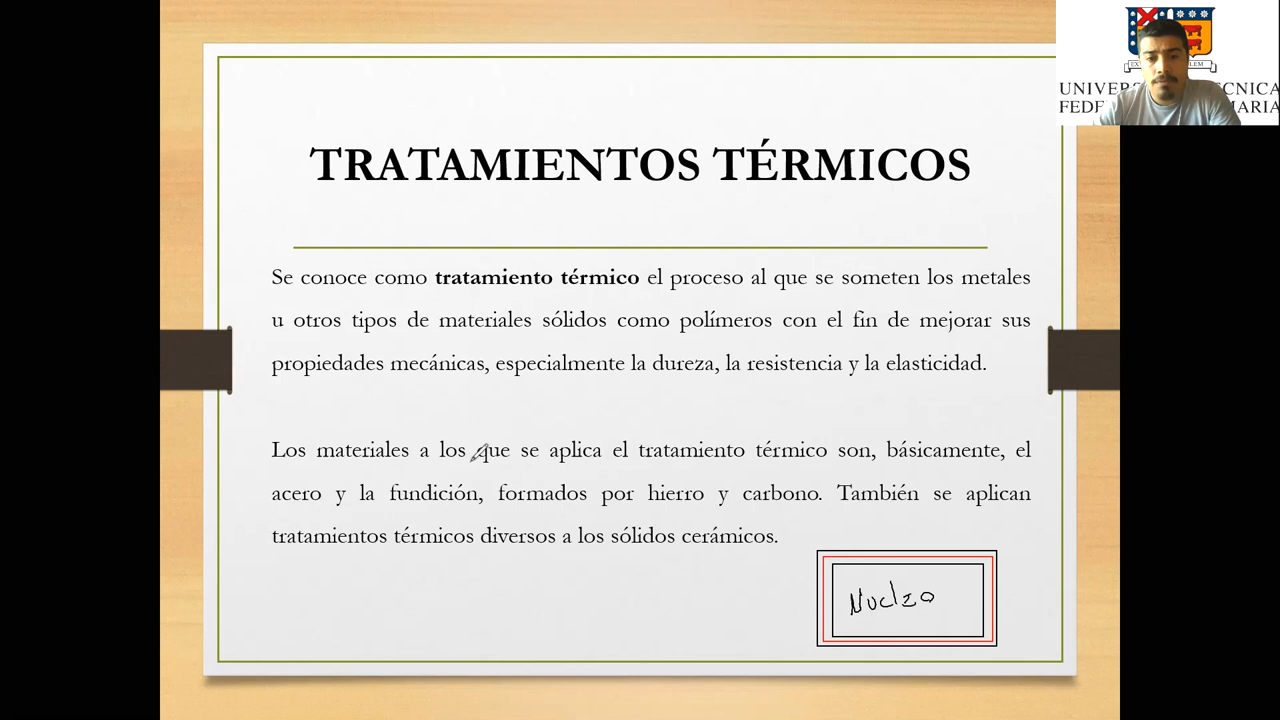 TRATAMIENTOS TÉRMICOS
Se conoce como tratamiento térmico el proceso al que se someten los metales
u otros tipos de materiales sólidos como polímeros con el fin de mejorar sus
propiedades mecánicas, especialmente la dureza, la resistencia y la elasticidad.
Los materiales a los que se aplica el tratamiento térmico son, básicamente, el
acero y la fundición, formados por hierro y carbono. También se aplican
tratamientos térmicos diversos a los sólidos cerámicos.
Nucleo